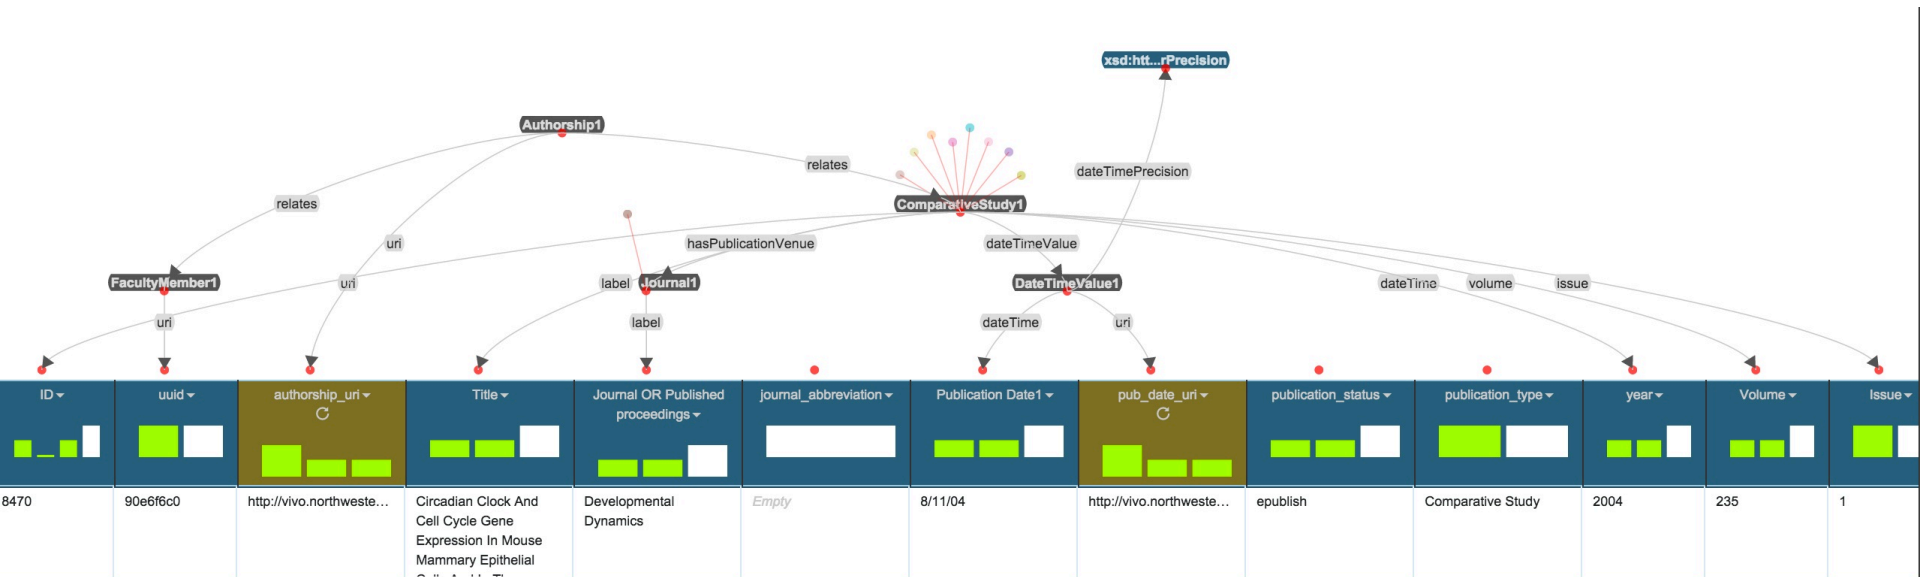 xsd:htt...rPrecision
Authorship1
relates
dateTimePrecision
relates
ComparativeStudy1
uri
hasPublicationVenue
dateTimeValue
FacultyMember1
uri
label
Journal1
DateTimeValue1
dateTime
volume
issue
uri
label
dateTime
uri
ID
uuid
authorship_uri
Title
Journal OR Published
proceedings
journal_abbreviation
Publication Date1
pub_date_uri
publication_status
publication_type
year
Volume
Issue
8470
90e6f6c0
http://vivo.northweste...
Circadian Clock And
Cell Cycle Gene
Expression In Mouse
Mammary Epithelial
Developmental
Dynamics
Empty
8/11/04
http://vivo.northweste...
epublish
Comparative Study
2004
235
1